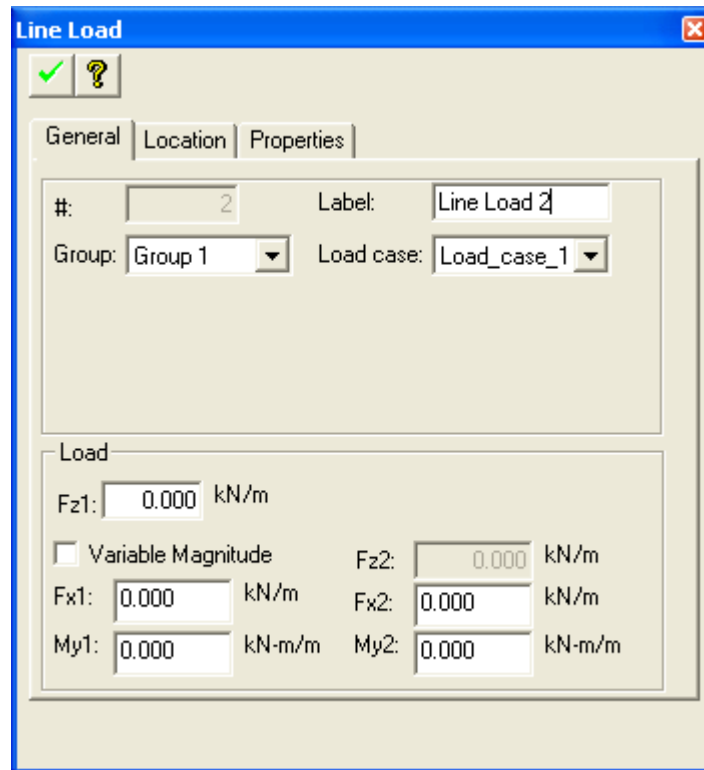 Line Load
General Location Properties
#: 2 Label: Line Load 2
Group: Group 1 Load case: Load_case_1
Load
Fz1: 0.000 kN/m
Variable Magnitude Fz2: 0.000 kN/m
Fx1: 0.000 kN/m Fx2: 0.000 kN/m
My1: 0.000 kN-m/m My2: 0.000 kN-m/m